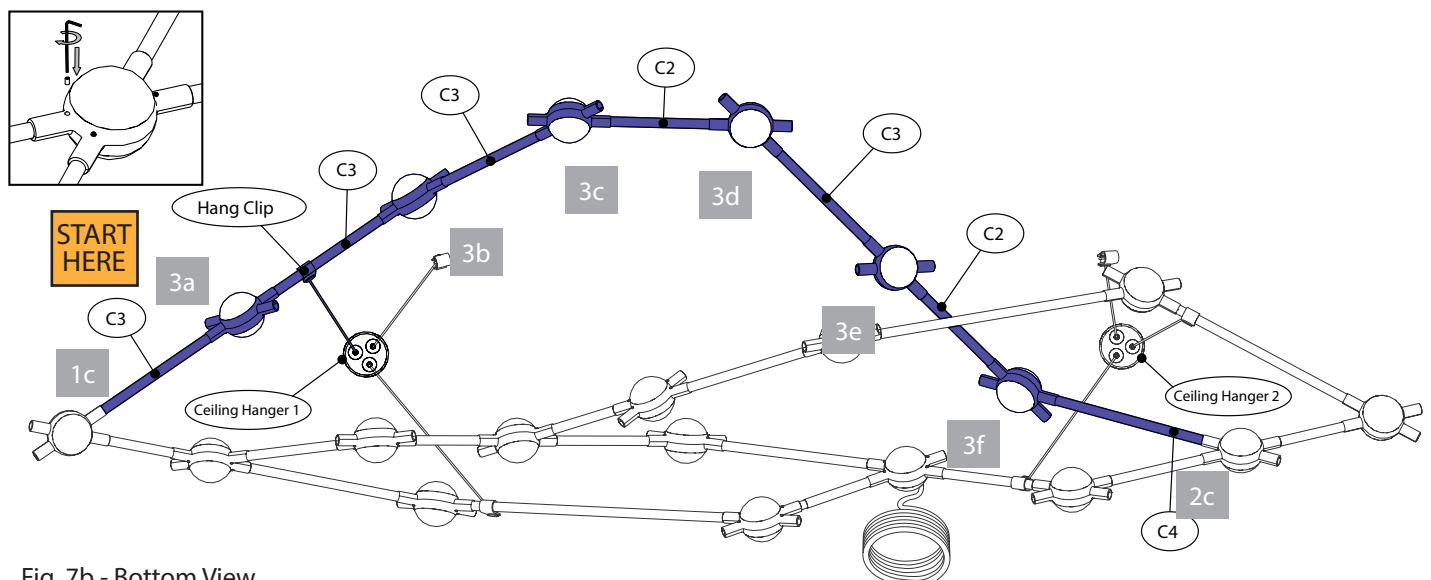 C2
C3
C3
C3
3c
3d
Hang Clip
START
HERE
3b
C2
3a
C3
3e
1c
Ceiling Hanger 1
Ceiling Hanger 2
3f
2c
C4
Fig. 7b - Bottom View